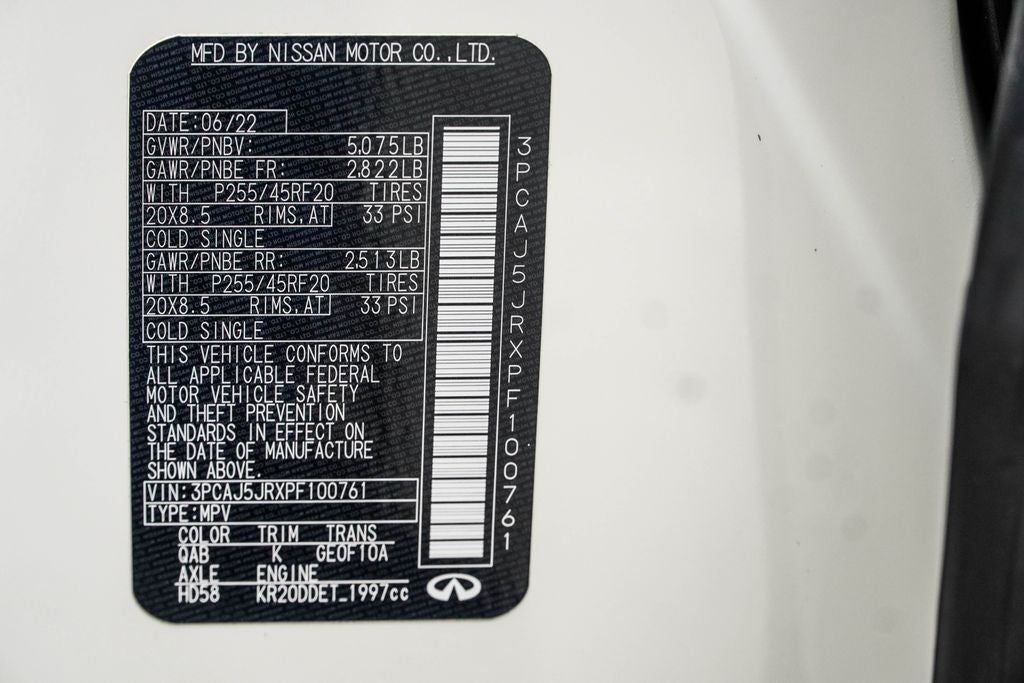 MFD BY NISSAN MOTOR CO.,LTD.
DATE:06/22
GVWR/PNBV: 5,075LB
GAWR/PNBE FR: 2,822LB
WITH P255/45RF20 TIRES
20X8.5 RIMS,AT 33 PSI
COLD SINGLE
GAWR/PNBE RR: 2,513LB
WITH P255/45RF20 TIRES
20X8.5 RIMS,AT 33 PSI
COLD SINGLE
THIS VEHICLE CONFORMS TO
ALL APPLICABLE FEDERAL
MOTOR VEHICLE SAFETY
AND THEFT PREVENTION
STANDARDS IN EFFECT ON
THE DATE OF MANUFACTURE
SHOWN ABOVE.
VIN:3PCAJ5JRXPF100761
TYPE:MPV
COLOR TRIM TRANS
QAB K GE0F10A
AXLE ENGINE
HD58 KR20DDET_1997cc
3PCAJ5JRXPF100761